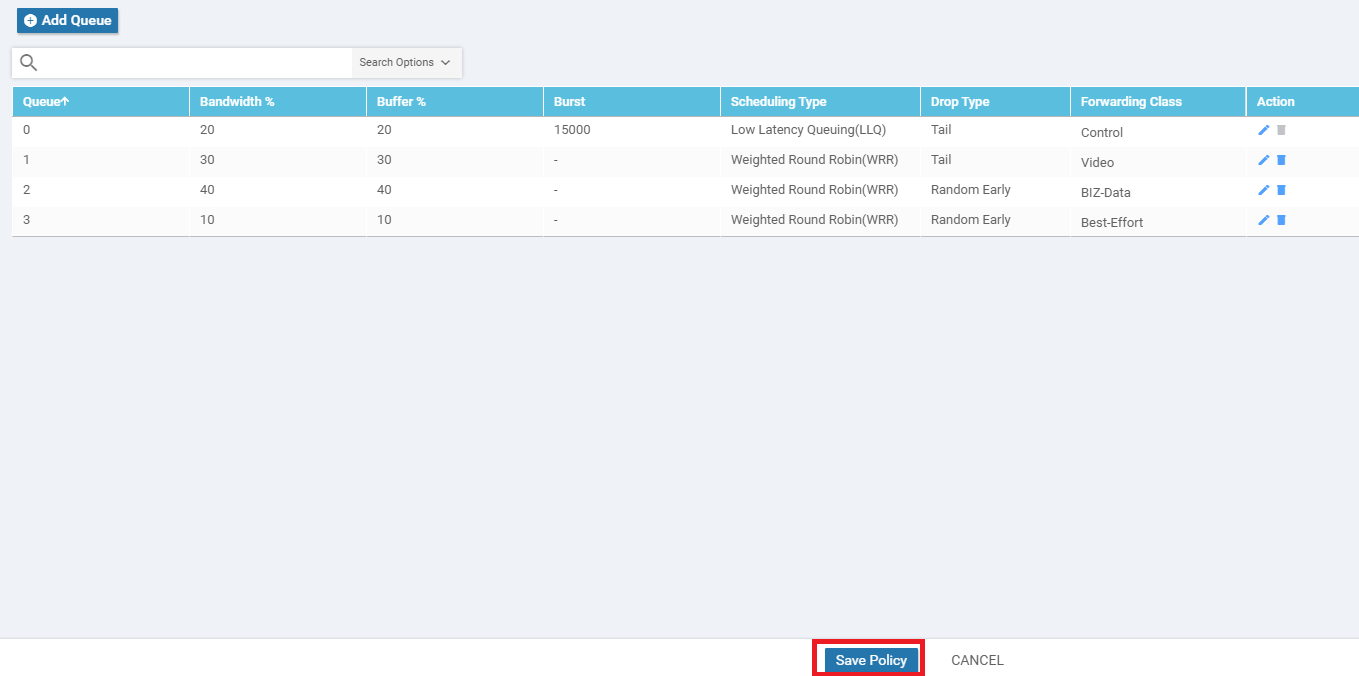 Add Queue
Search Options
Queue↑ Bandwidth % Buffer % Burst Scheduling Type Drop Type Forwarding Class Action
0 20 20 15000 Low Latency Queuing(LLQ) Tail Control
1 30 30 - Weighted Round Robin(WRR) Tail Video
2 40 40 - Weighted Round Robin(WRR) Random Early BIZ-Data
3 10 10 - Weighted Round Robin(WRR) Random Early Best-Effort
Save Policy CANCEL